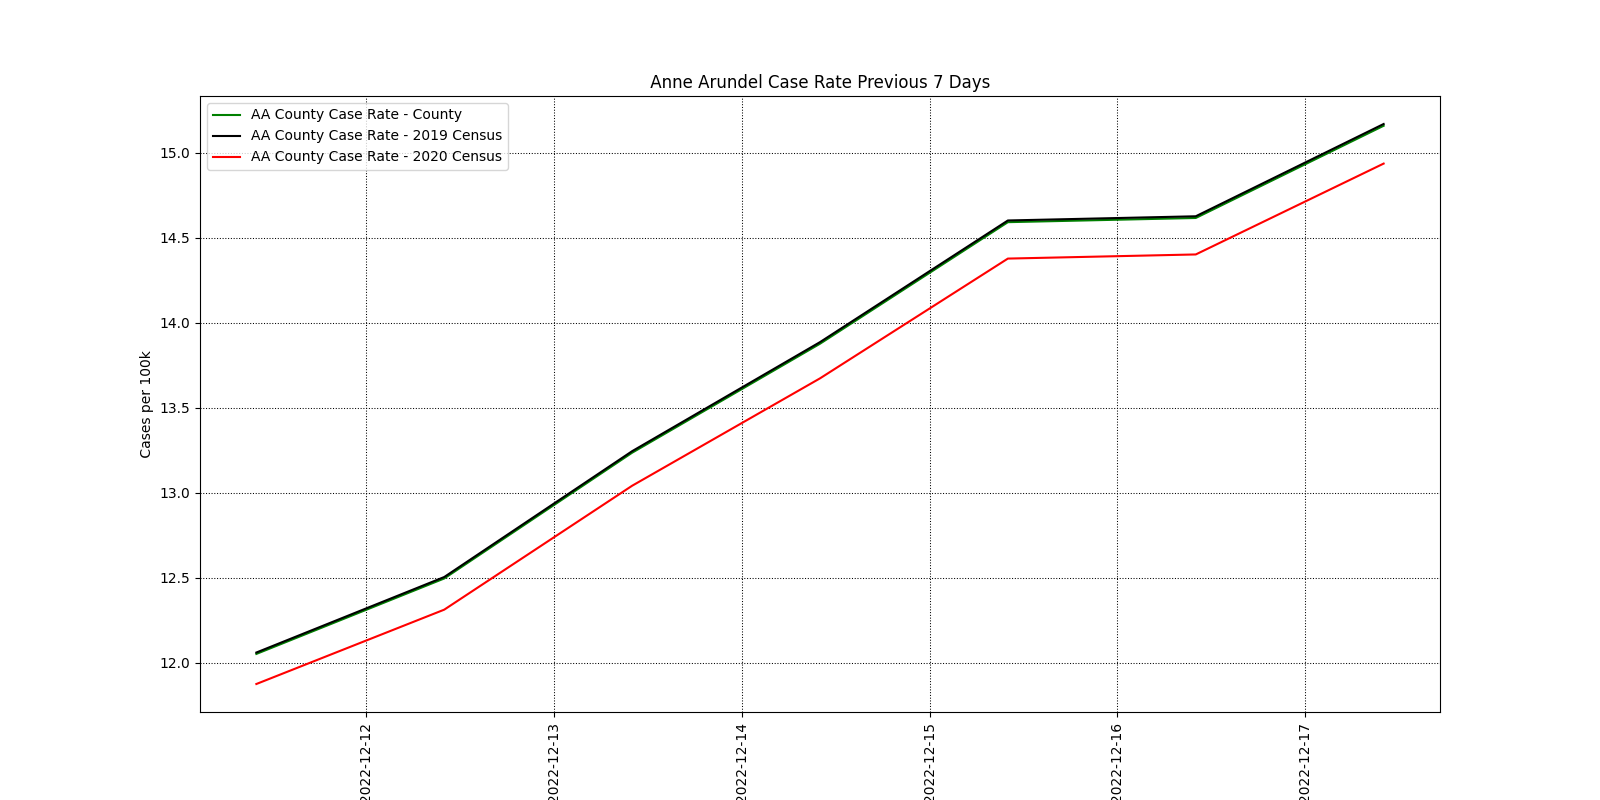 Anne Arundel Case Rate Previous 7 Days
AA County Case Rate - County
AA County Case Rate - 2019 Census
AA County Case Rate - 2020 Census
15.0
14.5
14.0
13.5
13.0
12.5
12.0
Cases per 100k
2022-12-12
2022-12-13
2022-12-14
2022-12-15
2022-12-16
2022-12-17